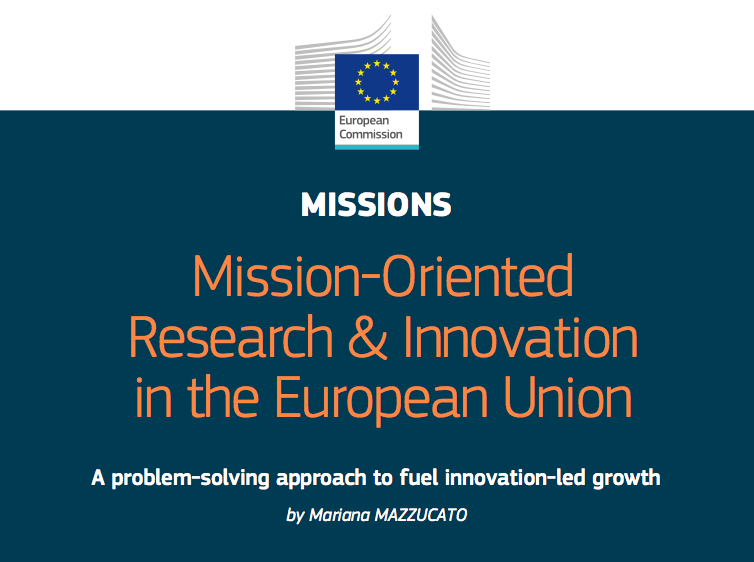 European
Commission
MISSIONS
Mission-Oriented
Research & Innovation
in the European Union
A problem-solving approach to fuel innovation-led growth
by Mariana MAZZUCATO